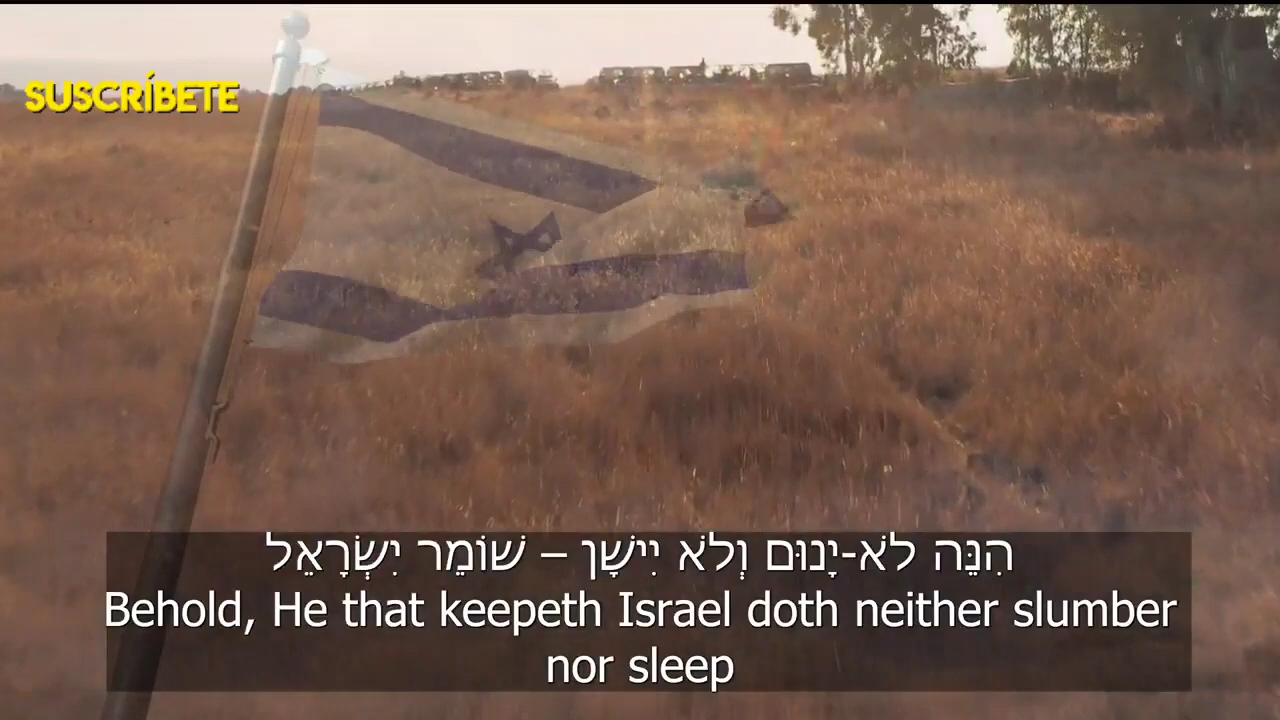 SUSCRÍBETE
הִנֵּה לֹא-יָנוּם וְלֹא יִישָׁן – שׁוֹמֵר יִשְׂרָאֵל
Behold, He that keepeth Israel doth neither slumber
nor sleep